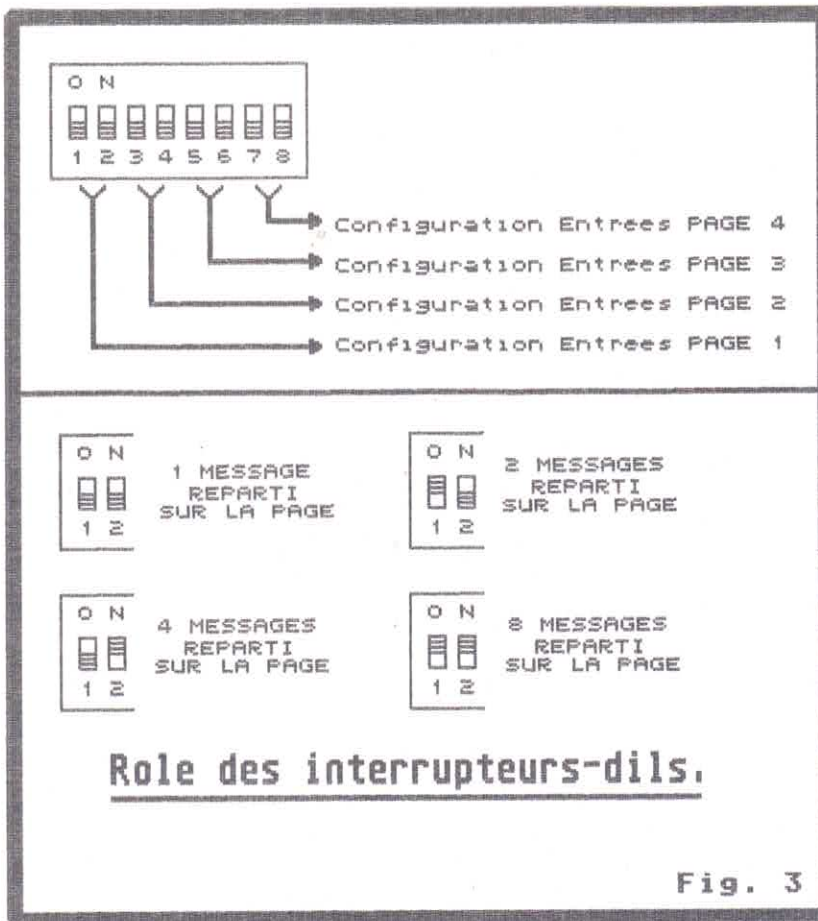 O N
1 2 3 4 5 6 7 8
Configuration Entrees PAGE 4
Configuration Entrees PAGE 3
Configuration Entrees PAGE 2
Configuration Entrees PAGE 1
O N
1 2
1 MESSAGE
REPARTI
SUR LA PAGE
O N
1 2
2 MESSAGES
REPARTI
SUR LA PAGE
O N
1 2
4 MESSAGES
REPARTI
SUR LA PAGE
O N
1 2
8 MESSAGES
REPARTI
SUR LA PAGE
Role des interrupteurs-dils.
Fig. 3